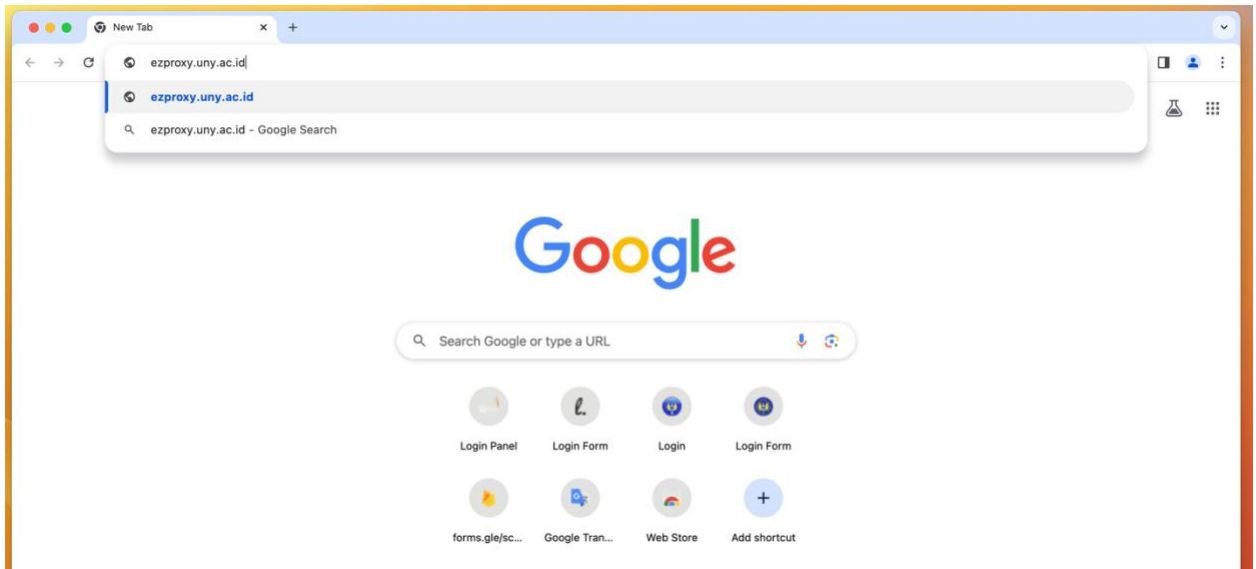 New Tab
ezproxy.uny.ac.id
ezproxy.uny.ac.id
ezproxy.uny.ac.id - Google Search
Google
Search Google or type a URL
Login Panel Login Form Login Login Form
forms.gle/sc... Google Tran... Web Store Add shortcut